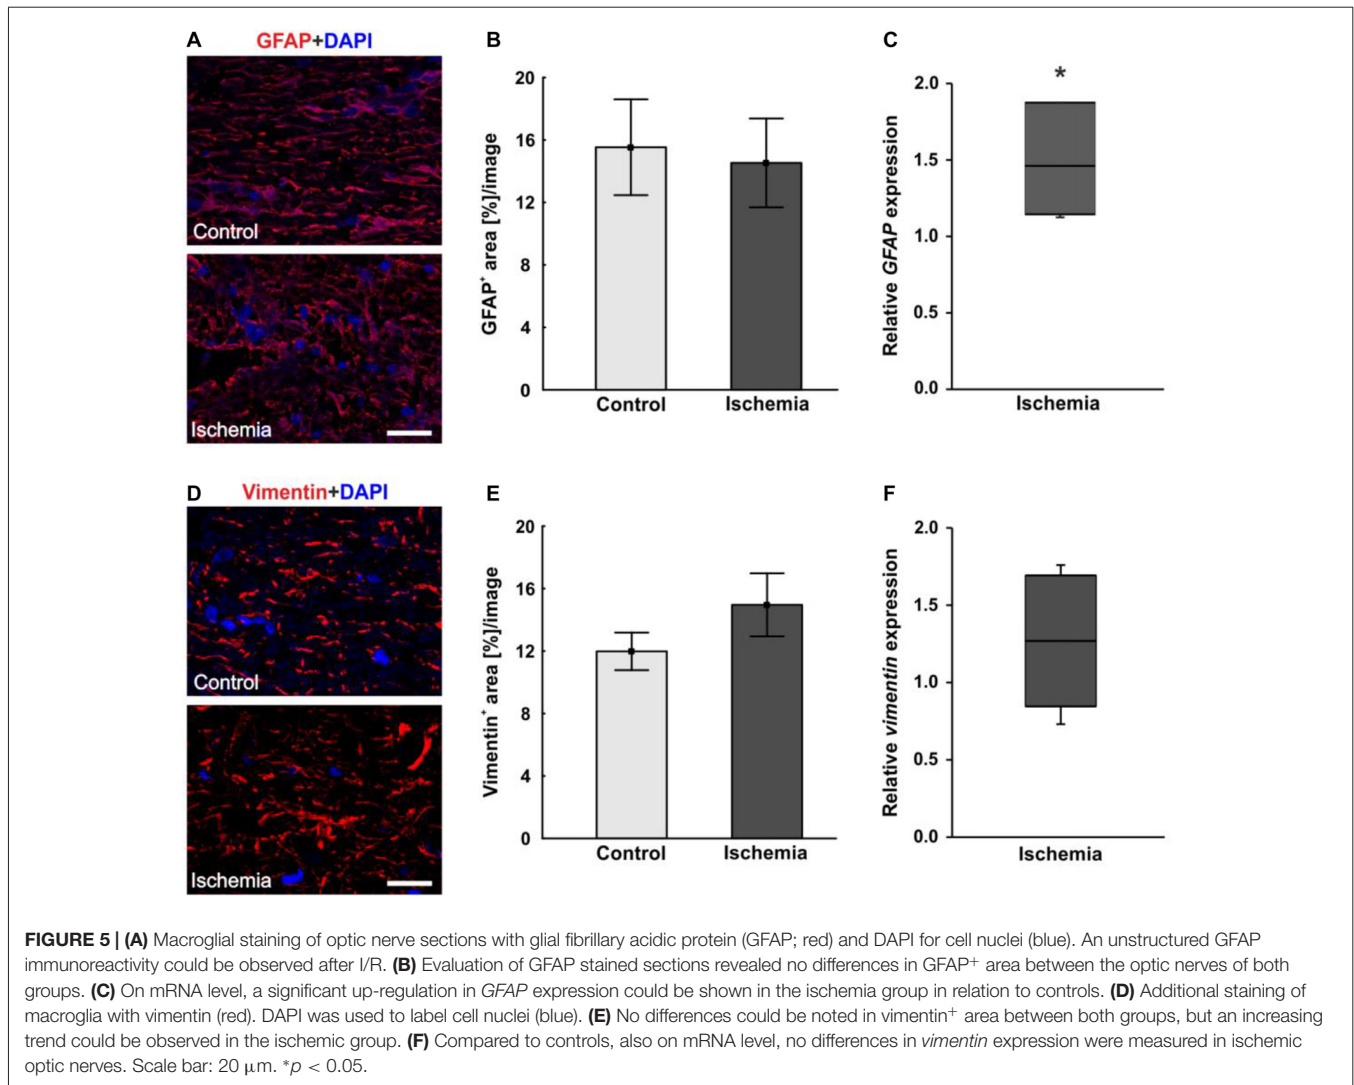 A
GFAP+DAPI
Control
Ischemia
B
20
16
12
8
4
0
GFAP⁺ area [%]/image
Control
Ischemia
C
*
2.0
1.5
1.0
0.5
0.0
Relative GFAP expression
Ischemia
D
Vimentin+DAPI
Control
Ischemia
E
20
16
12
8
4
0
Vimentin⁺ area [%]/image
Control
Ischemia
F
2.0
1.5
1.0
0.5
0.0
Relative vimentin expression
Ischemia
FIGURE 5 | (A) Macroglial staining of optic nerve sections with glial fibrillary acidic protein (GFAP; red) and DAPI for cell nuclei (blue). An unstructured GFAP
immunoreactivity could be observed after I/R. (B) Evaluation of GFAP stained sections revealed no differences in GFAP⁺ area between the optic nerves of both
groups. (C) On mRNA level, a significant up-regulation in GFAP expression could be shown in the ischemia group in relation to controls. (D) Additional staining of
macroglia with vimentin (red). DAPI was used to label cell nuclei (blue). (E) No differences could be noted in vimentin⁺ area between both groups, but an increasing
trend could be observed in the ischemic group. (F) Compared to controls, also on mRNA level, no differences in vimentin expression were measured in ischemic
optic nerves. Scale bar: 20 μm. *p < 0.05.